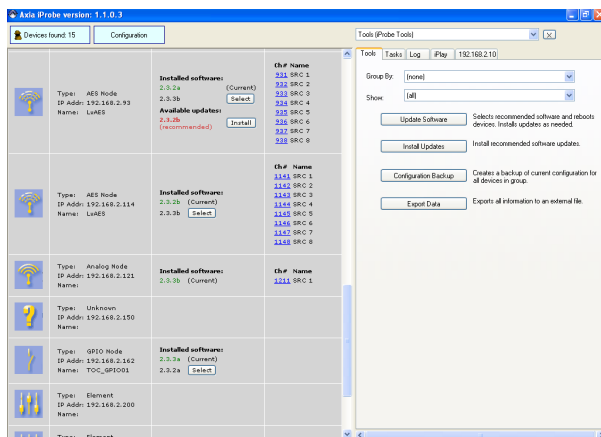 Axia iProbe version: 1.1.0.3
Devices found: 15
Configuration
Tools (iProbe Tools)
X
Type: AES Node
IP Addr: 192.168.2.93
Name: LxAES
Installed software:
2.3.2a (Current)
2.3.3b Select
Available updates:
2.3.2b
(recommended) Install
Ch# Name
931 SRC 1
932 SRC 2
933 SRC 3
934 SRC 4
935 SRC 5
936 SRC 6
937 SRC 7
938 SRC 8
Type: AES Node
IP Addr: 192.168.2.114
Name: LxAES
Installed software:
2.3.2b (Current)
2.3.3b Select
Ch# Name
1141 SRC 1
1142 SRC 2
1143 SRC 3
1144 SRC 4
1145 SRC 5
1146 SRC 6
1147 SRC 7
1148 SRC 8
Type: Analog Node
IP Addr: 192.168.2.121
Name:
Installed software:
2.3.3b (Current)
Ch# Name
1211 SRC 1
Type: Unknown
IP Addr: 192.168.2.150
Name:
Type: GPIO Node
IP Addr: 192.168.2.162
Name: TOC_GPIO01
Installed software:
2.3.3a (Current)
2.3.2a Select
Type: Element
IP Addr: 192.168.2.200
Name:
Type: Element
Tools Tasks Log iPlay 192.168.2.10
Group By: (none)
Show: (all)
Update Software
Selects recommended software and reboots
devices. Installs updates as needed.
Install Updates
Install recommended software updates.
Configuration Backup
Creates a backup of current configuration for
all devices in group.
Export Data
Exports all information to an external file.